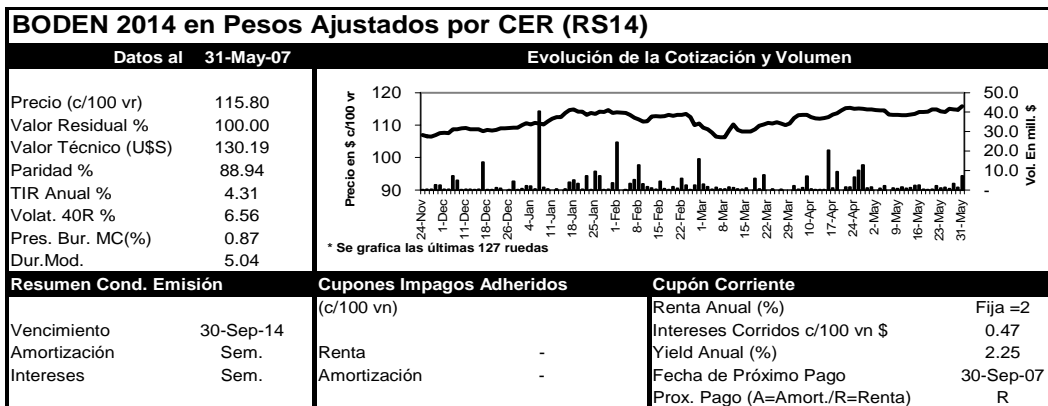 BODEN 2014 en Pesos Ajustados por CER (RS14)
Datos al 31-May-07
Evolución de la Cotización y Volumen
Precio (c/100 vr) 115.80
Valor Residual % 100.00
Valor Técnico (U$S) 130.19
Paridad % 88.94
TIR Anual % 4.31
Volat. 40R % 6.56
Pres. Bur. MC(%) 0.87
Dur.Mod. 5.04
Precio en $ c/100 vr
120
110
100
90
50.0
40.0
30.0
20.0
10.0
-
Vol. En mill. $
24-Nov 1-Dec 11-Dec 18-Dec 26-Dec 4-Jan 11-Jan 18-Jan 25-Jan 1-Feb 8-Feb 15-Feb 22-Feb 1-Mar 8-Mar 15-Mar 22-Mar 29-Mar 10-Apr 17-Apr 24-Apr 2-May 9-May 16-May 23-May 31-May
* Se grafica las últimas 127 ruedas
Resumen Cond. Emisión
Vencimiento 30-Sep-14
Amortización Sem.
Intereses Sem.
Cupones Impagos Adheridos
(c/100 vn)
Renta -
Amortización -
Cupón Corriente
Renta Anual (%) Fija =2
Intereses Corridos c/100 vn $ 0.47
Yield Anual (%) 2.25
Fecha de Próximo Pago 30-Sep-07
Prox. Pago (A=Amort./R=Renta) R